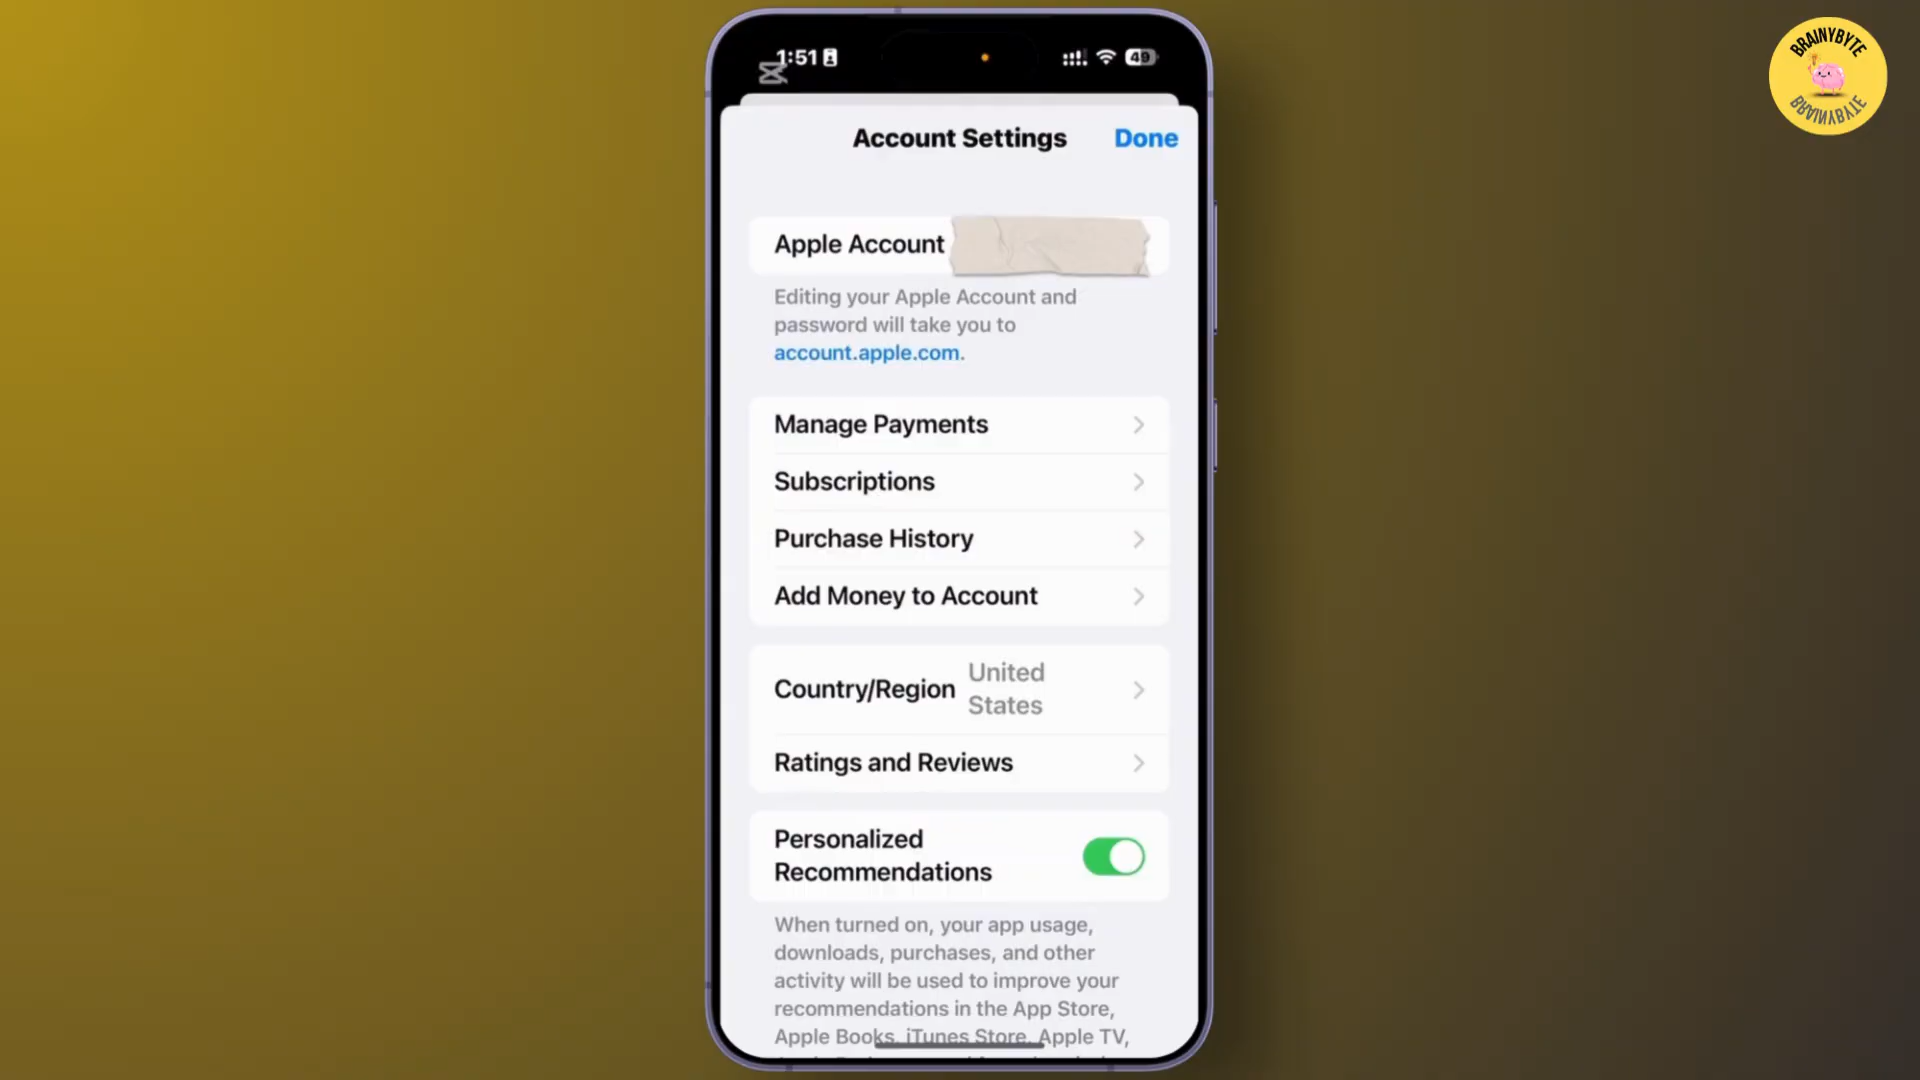 BRAINYBYTE
BRAINYBYTE
1:51
49
Account Settings
Done
Apple Account
Editing your Apple Account and
password will take you to
account.apple.com.
Manage Payments
Subscriptions
Purchase History
Add Money to Account
Country/Region
United
States
Ratings and Reviews
Personalized
Recommendations
When turned on, your app usage,
downloads, purchases, and other
activity will be used to improve your
recommendations in the App Store,
Apple Books, iTunes Store, Apple TV,